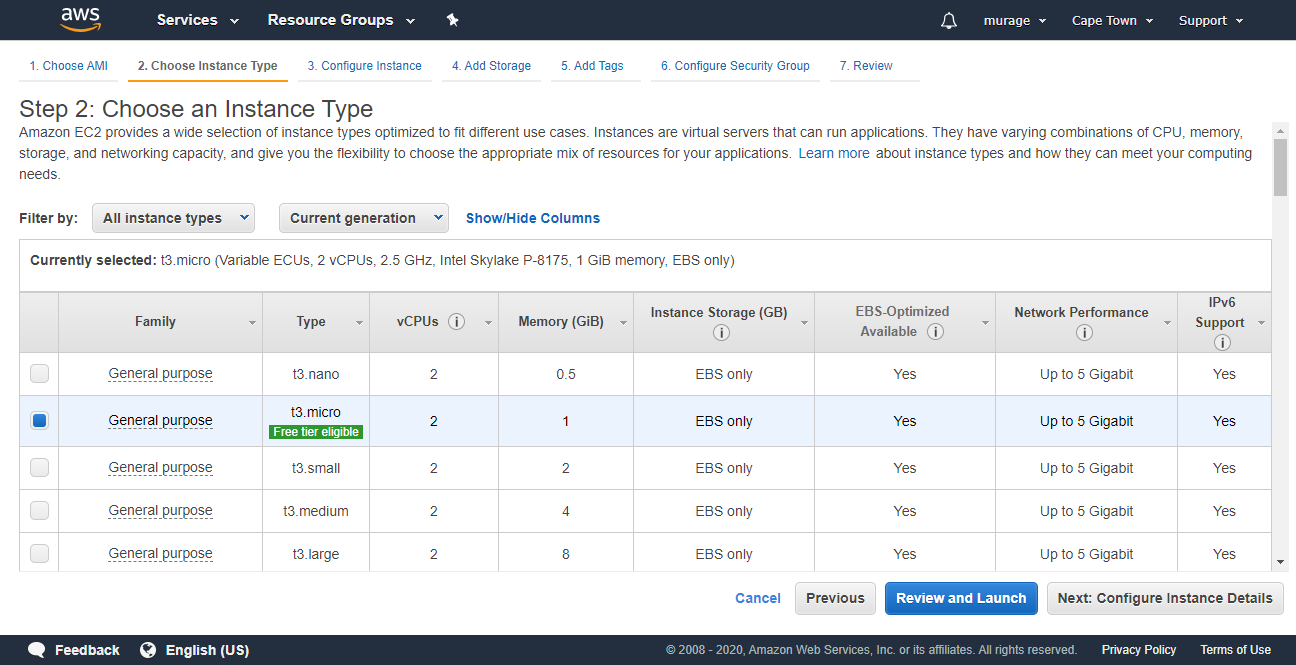 aws Services Resource Groups murage Cape Town Support
1. Choose AMI 2. Choose Instance Type 3. Configure Instance 4. Add Storage 5. Add Tags 6. Configure Security Group 7. Review
Step 2: Choose an Instance Type
Amazon EC2 provides a wide selection of instance types optimized to fit different use cases. Instances are virtual servers that can run applications. They have varying combinations of CPU, memory,
storage, and networking capacity, and give you the flexibility to choose the appropriate mix of resources for your applications. Learn more about instance types and how they can meet your computing
needs.
Filter by: All instance types Current generation Show/Hide Columns
Currently selected: t3.micro (Variable ECUs, 2 vCPUs, 2.5 GHz, Intel Skylake P-8175, 1 GiB memory, EBS only)
Family Type vCPUs Memory (GiB) Instance Storage (GB) EBS-Optimized Available Network Performance IPv6 Support
General purpose t3.nano 2 0.5 EBS only Yes Up to 5 Gigabit Yes
General purpose t3.micro Free tier eligible 2 1 EBS only Yes Up to 5 Gigabit Yes
General purpose t3.small 2 2 EBS only Yes Up to 5 Gigabit Yes
General purpose t3.medium 2 4 EBS only Yes Up to 5 Gigabit Yes
General purpose t3.large 2 8 EBS only Yes Up to 5 Gigabit Yes
Cancel Previous Review and Launch Next: Configure Instance Details
Feedback English (US) © 2008 - 2020, Amazon Web Services, Inc. or its affiliates. All rights reserved. Privacy Policy Terms of Use